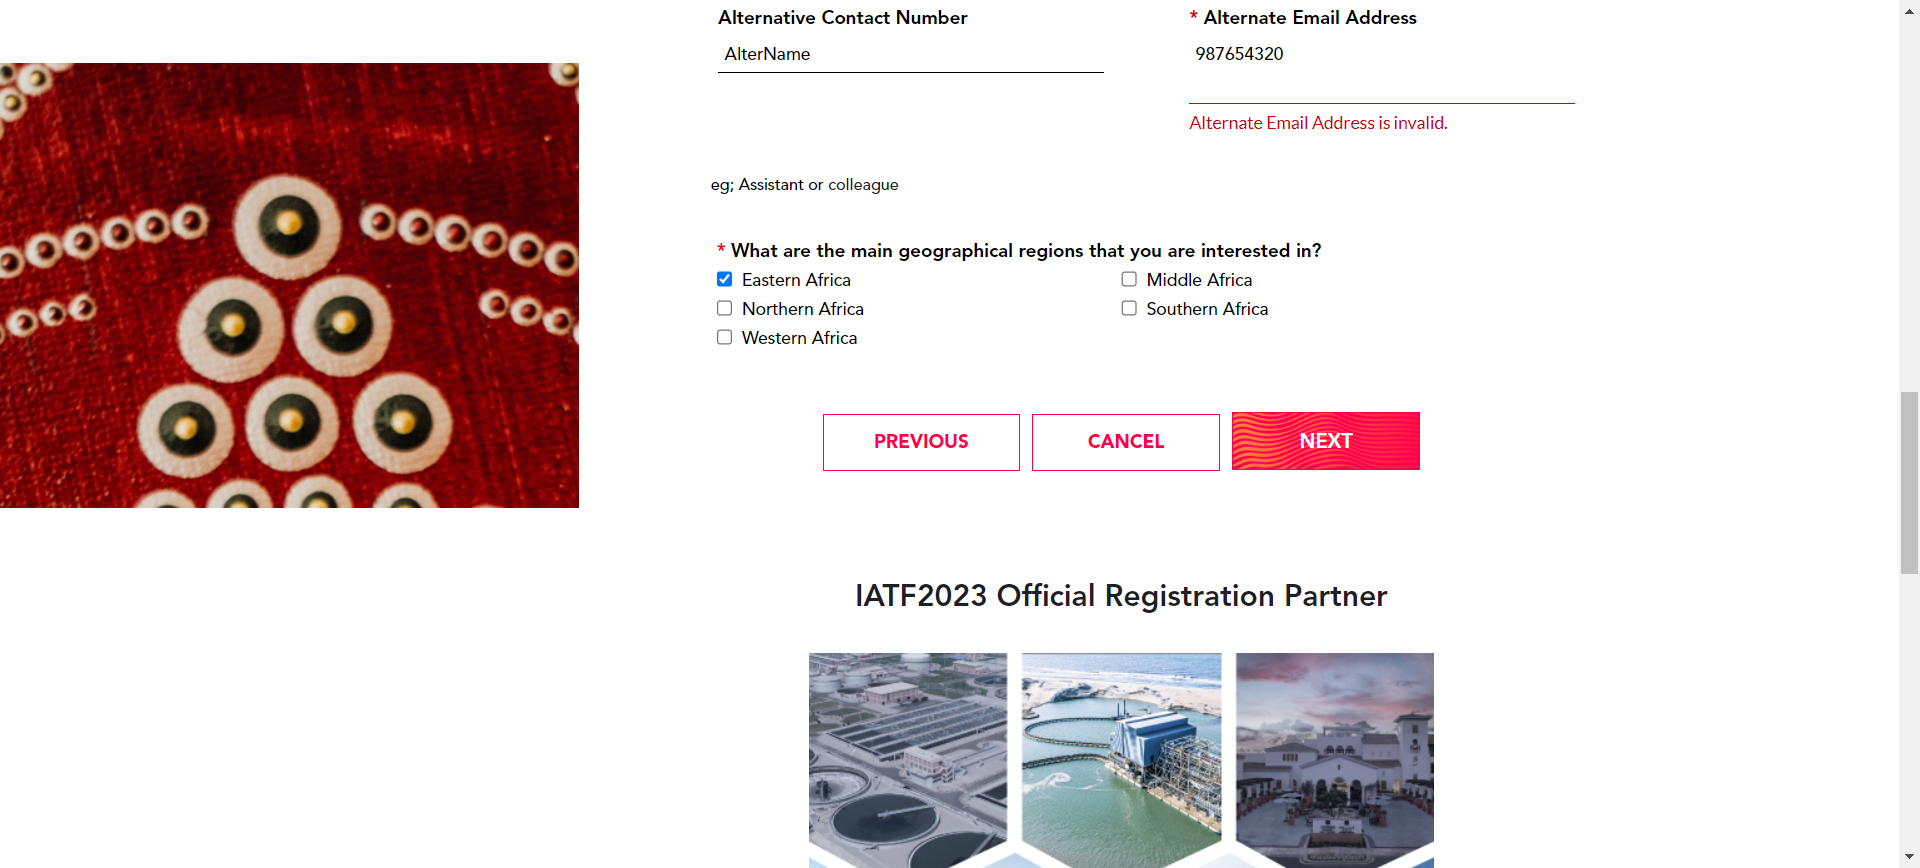 Alternative Contact Number
* Alternate Email Address
AlterName
987654320
Alternate Email Address is invalid.
eg; Assistant or colleague
* What are the main geographical regions that you are interested in?
Eastern Africa
Middle Africa
Northern Africa
Southern Africa
Western Africa
PREVIOUS
CANCEL
NEXT
IATF2023 Official Registration Partner